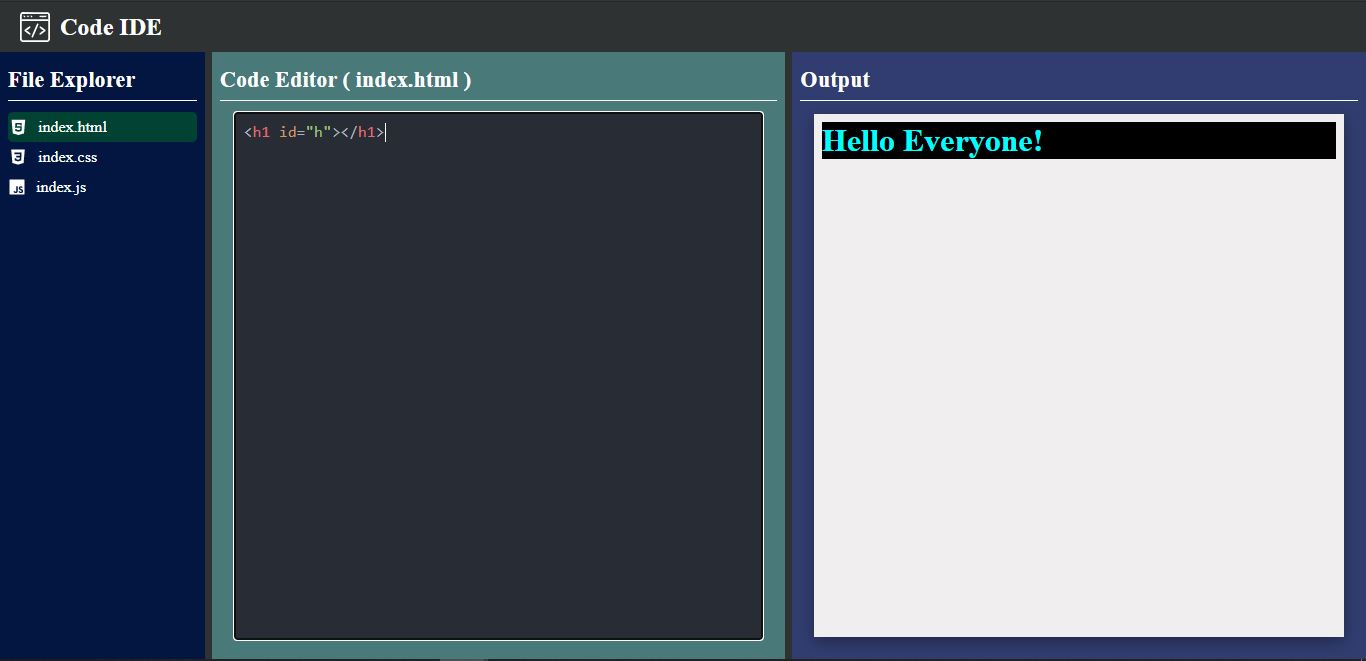 Code IDE
File Explorer
index.html
index.css
JS index.js
Code Editor ( index.html )
<h1 id="h"></h1>
Output
Hello Everyone!